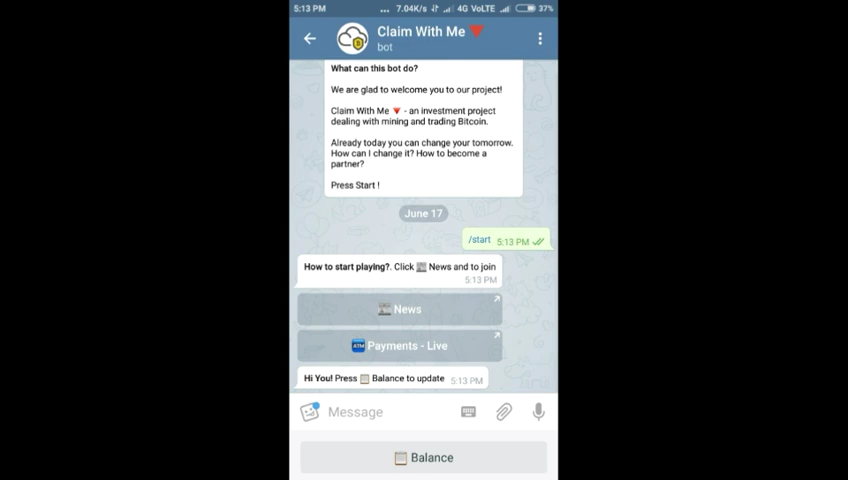 5:13 PM ... 7.04K/s 4G VoLTE 37%
Claim With Me
bot
What can this bot do?
We are glad to welcome you to our project!
Claim With Me 🔻 - an investment project
dealing with mining and trading Bitcoin.
Already today you can change your tomorrow.
How can I change it? How to become a
partner?
Press Start !
June 17
/start 5:13 PM
How to start playing?. Click News and to join
5:13 PM
News
ATM Payments - Live
Hi You! Press Balance to update 5:13 PM
Message
Balance